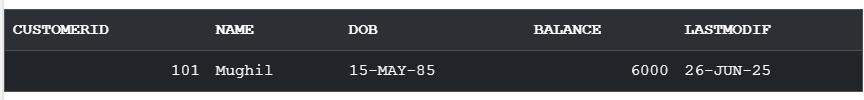 CUSTOMERID NAME DOB BALANCE LASTMODIF
101 Mughil 15-MAY-85 6000 26-JUN-25